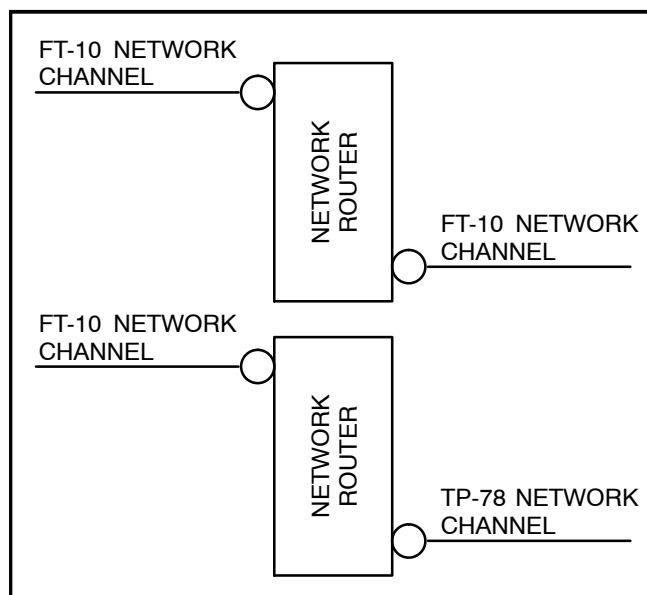 FT-10 NETWORK
CHANNEL
NETWORK
ROUTER
FT-10 NETWORK
CHANNEL
FT-10 NETWORK
CHANNEL
NETWORK
ROUTER
TP-78 NETWORK
CHANNEL